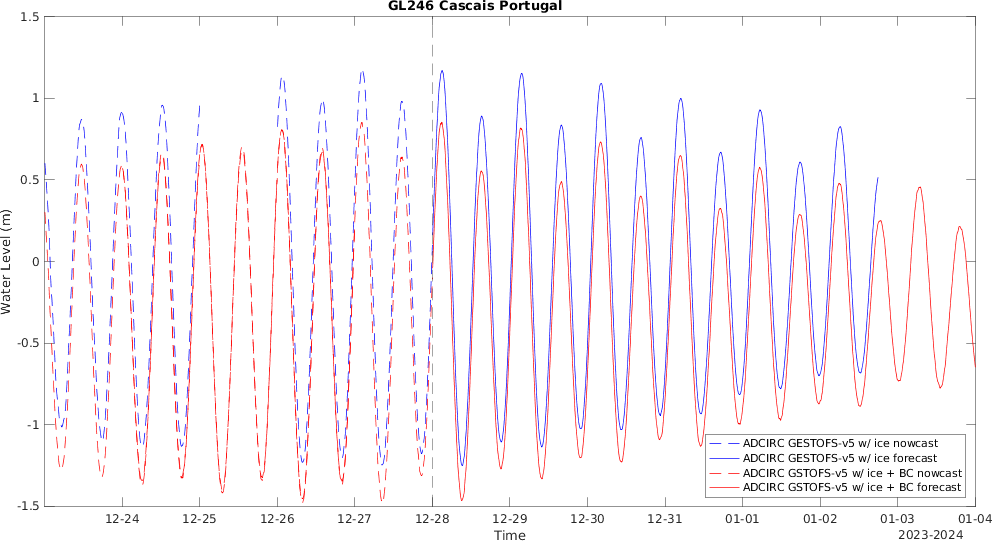 GL246 Cascais Portugal
1.5
1
0.5
0
-0.5
-1
-1.5
Water Level (m)
12-24 12-25 12-26 12-27 12-28 12-29 12-30 12-31 01-01 01-02 01-03 01-04
Time
2023-2024
ADCIRC GESTOFS-v5 w/ ice nowcast
ADCIRC GESTOFS-v5 w/ ice forecast
ADCIRC GSTOFS-v5 w/ ice + BC nowcast
ADCIRC GSTOFS-v5 w/ ice + BC forecast